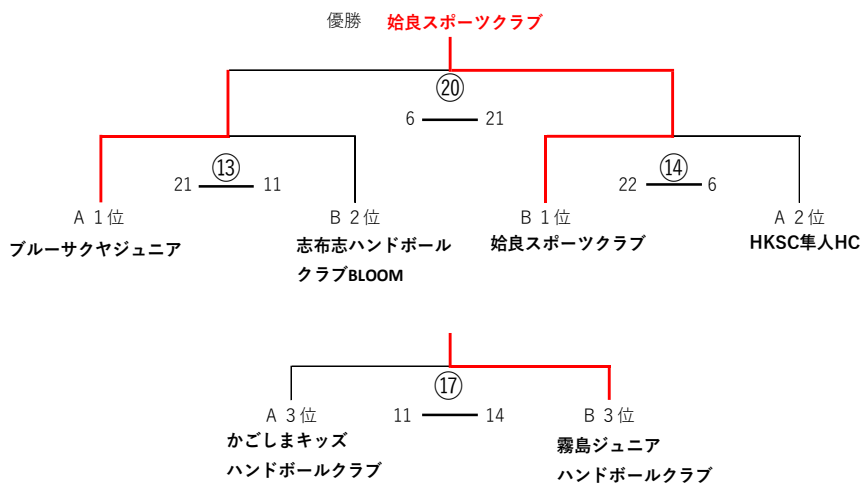 優勝 姶良スポーツクラブ
⑳
6 21
⑬ ⑭
21 11 22 6
A 1位 B 2位 B 1位 A 2位
ブルーサクヤジュニア 志布志ハンドボール 姶良スポーツクラブ HKSC隼人HC
クラブBLOOM
⑰
A 3位 11 14 B 3位
かごしまキッズ 霧島ジュニア
ハンドボールクラブ ハンドボールクラブ